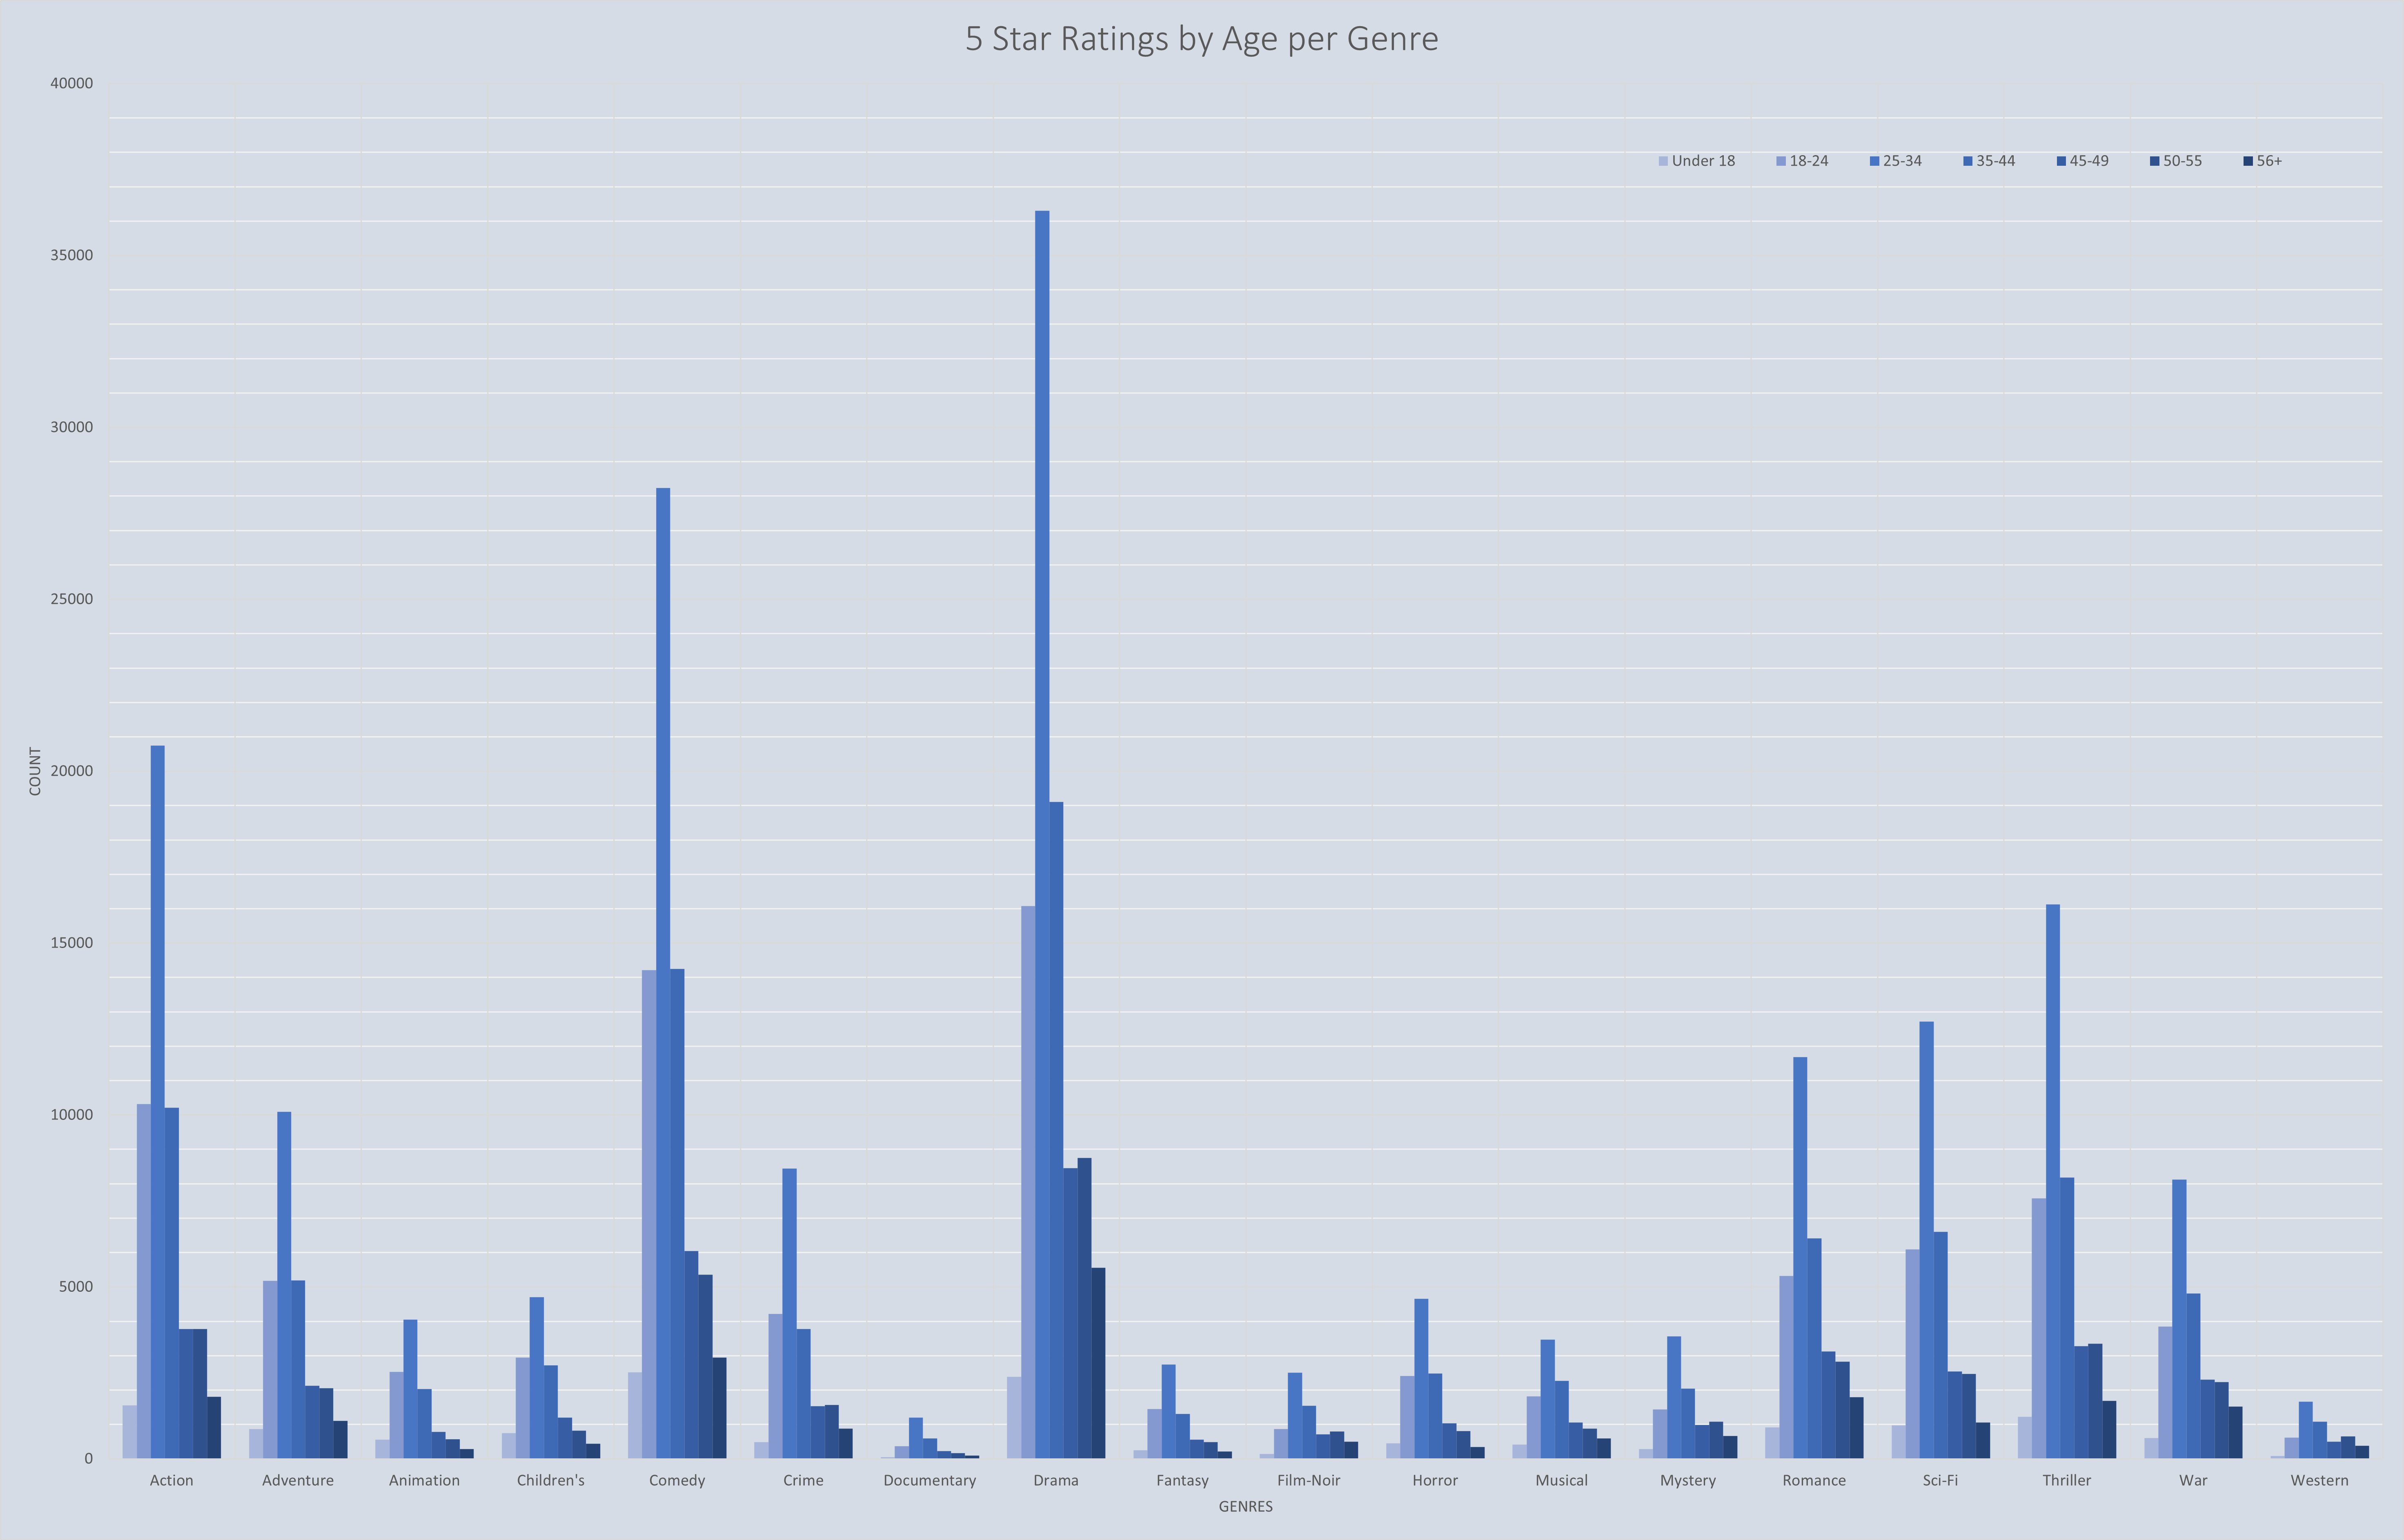 5 Star Ratings by Age per Genre
40000
Under 18 18-24 25-34 35-44 45-49 50-55 56+
35000
30000
25000
20000
COUNT
15000
10000
5000
0
Action Adventure Animation Children's Comedy Crime Documentary Drama Fantasy Film-Noir Horror Musical Mystery Romance Sci-Fi Thriller War Western
GENRES